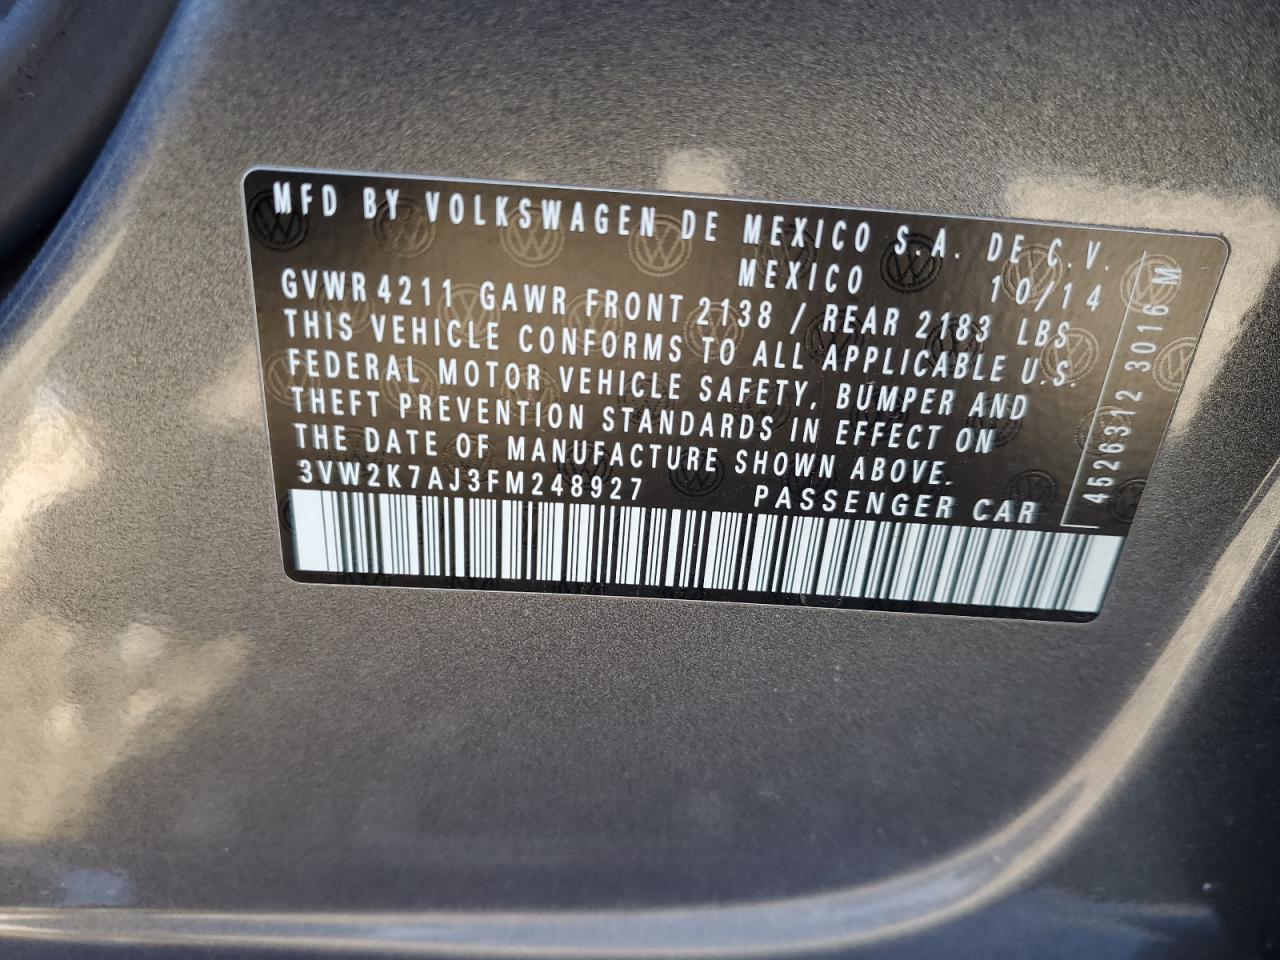 MFD BY VOLKSWAGEN DE MEXICO S.A. DE C.V.
MEXICO 10/14
GVWR 4211 GAWR FRONT 2138 / REAR 2183 LBS
THIS VEHICLE CONFORMS TO ALL APPLICABLE U.S.
FEDERAL MOTOR VEHICLE SAFETY, BUMPER AND
THEFT PREVENTION STANDARDS IN EFFECT ON
THE DATE OF MANUFACTURE SHOWN ABOVE.
3VW2K7AJ3FM248927 PASSENGER CAR
4526312 3016 M